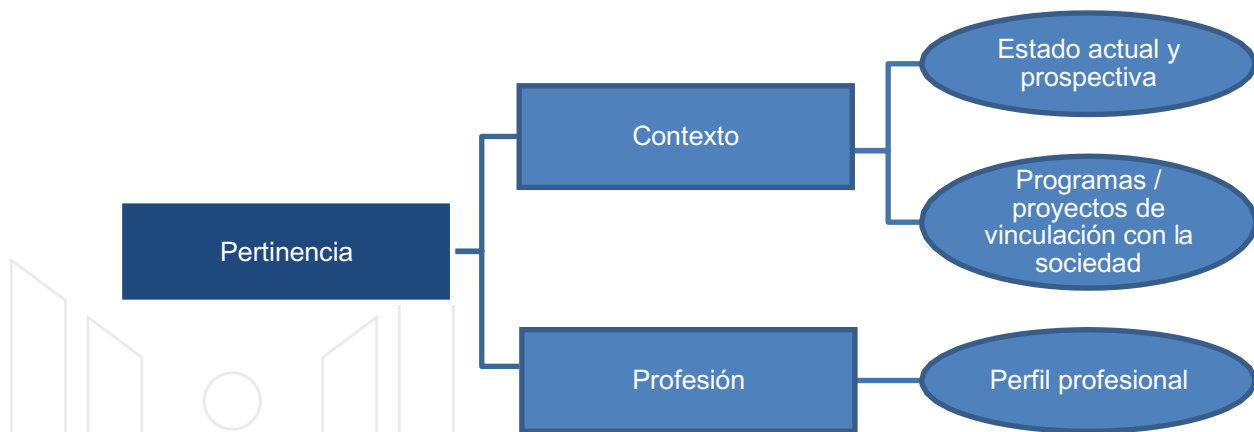 Pertinencia
Contexto
Profesión
Estado actual y
prospectiva
Programas /
proyectos de
vinculación con la
sociedad
Perfil profesional